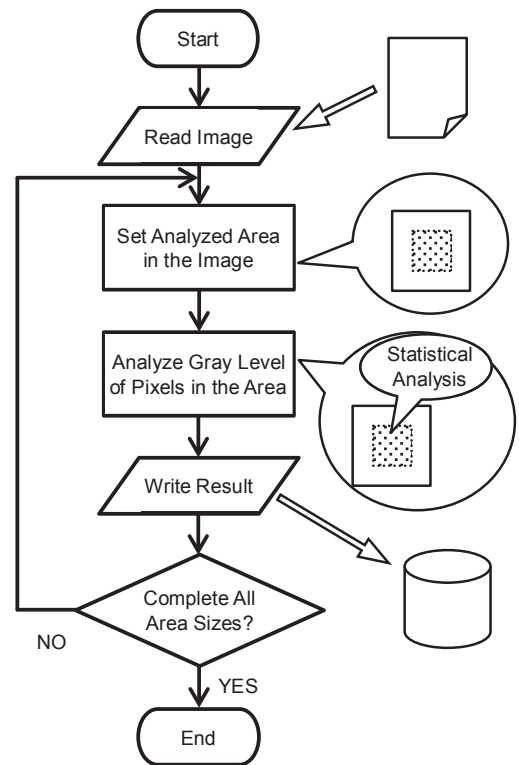 Start
Read Image
Set Analyzed Area
in the Image
Analyze Gray Level
of Pixels in the Area
Statistical
Analysis
Write Result
Complete All
Area Sizes?
NO
YES
End